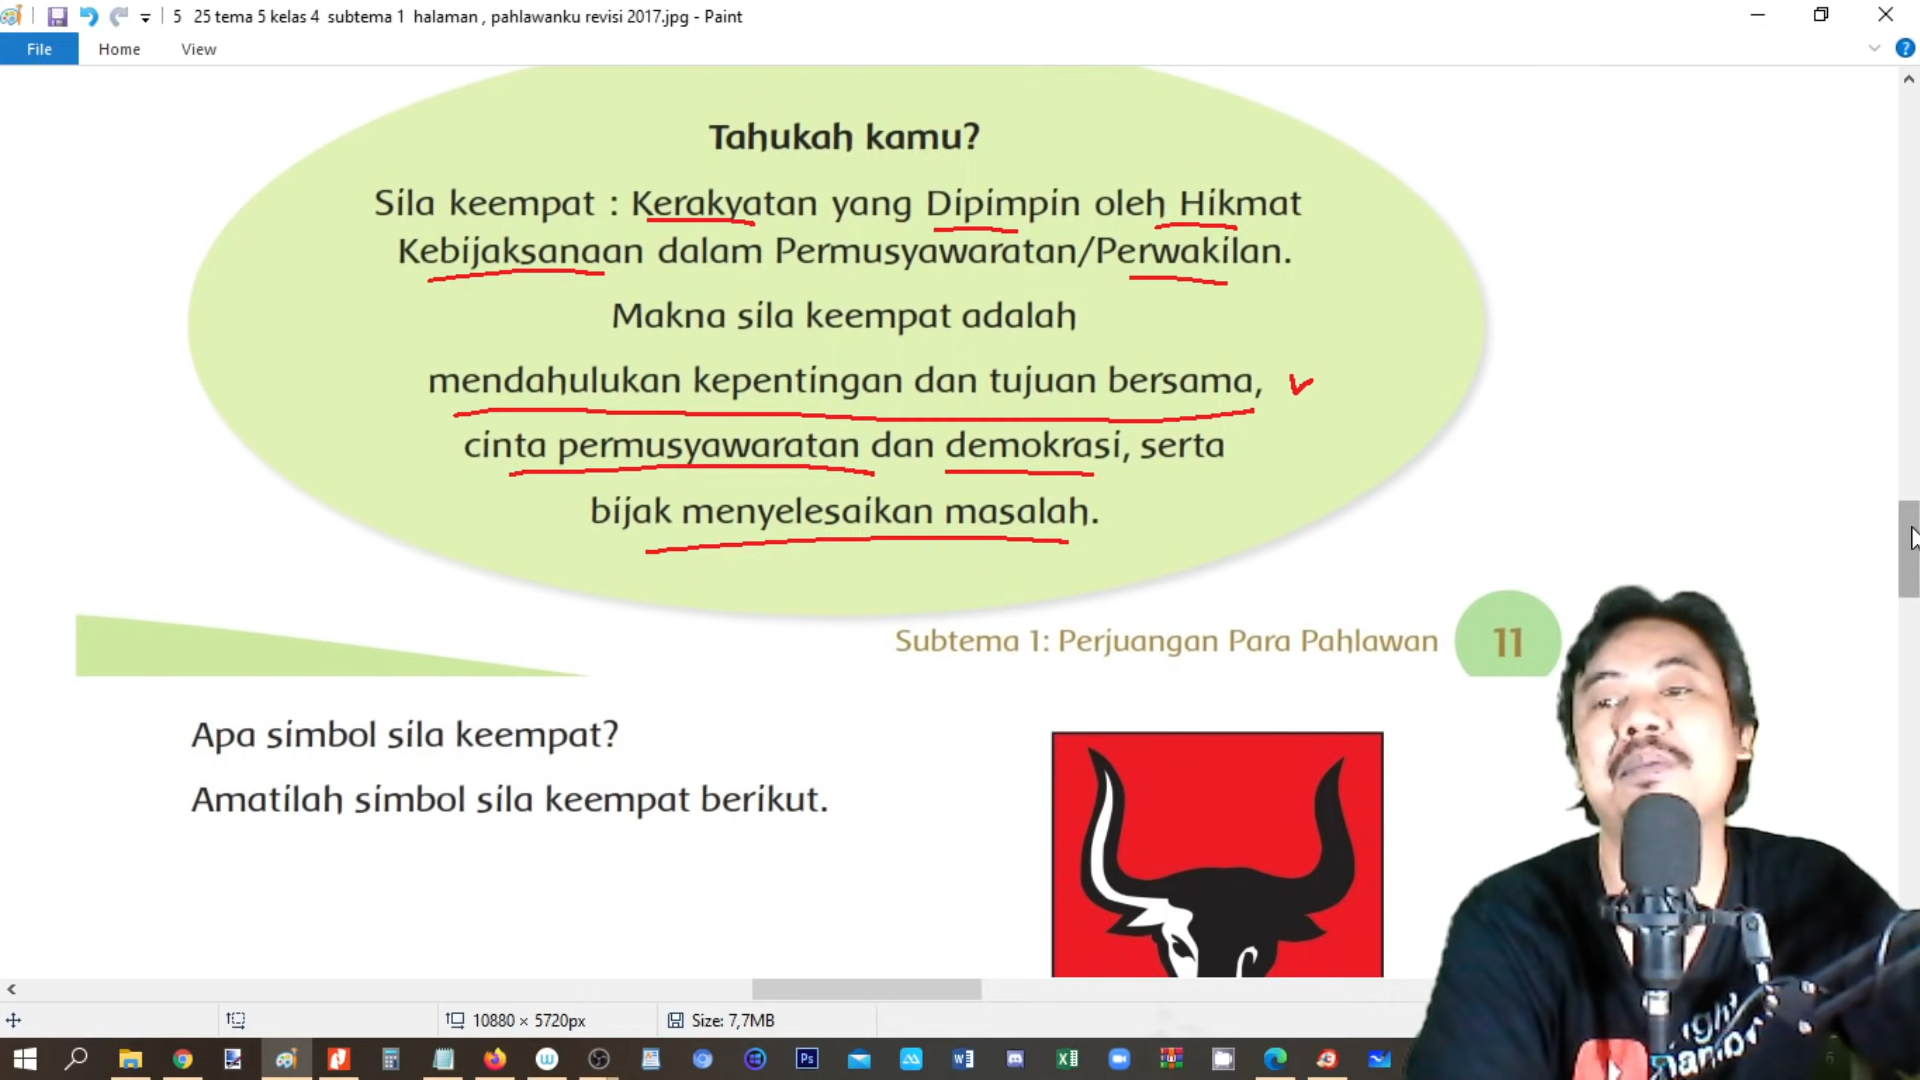 5 25 tema 5 kelas 4 subtema 1 halaman , pahlawanku revisi 2017.jpg - Paint
File Home View
Tahukah kamu?
Sila keempat : Kerakyatan yang Dipimpin oleh Hikmat
Kebijaksanaan dalam Permusyawaratan/Perwakilan.
Makna sila keempat adalah
mendahulukan kepentingan dan tujuan bersama,
cinta permusyawaratan dan demokrasi, serta
bijak menyelesaikan masalah.
Subtema 1: Perjuangan Para Pahlawan 11
Apa simbol sila keempat?
Amatilah simbol sila keempat berikut.
10880 × 5720px Size: 7,7MB
Ps